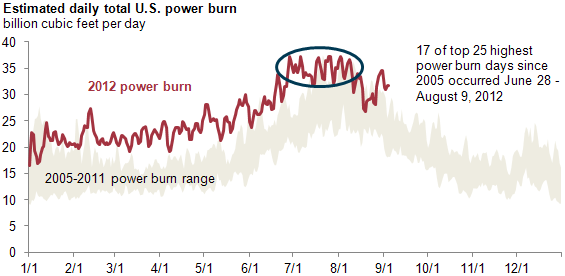 Estimated daily total U.S. power burn
billion cubic feet per day
40
35
30
25
20
15
10
5
0
2012 power burn
2005-2011 power burn range
17 of top 25 highest
power burn days since
2005 occurred June 28 -
August 9, 2012
1/1 2/1 3/1 4/1 5/1 6/1 7/1 8/1 9/1 10/1 11/1 12/1